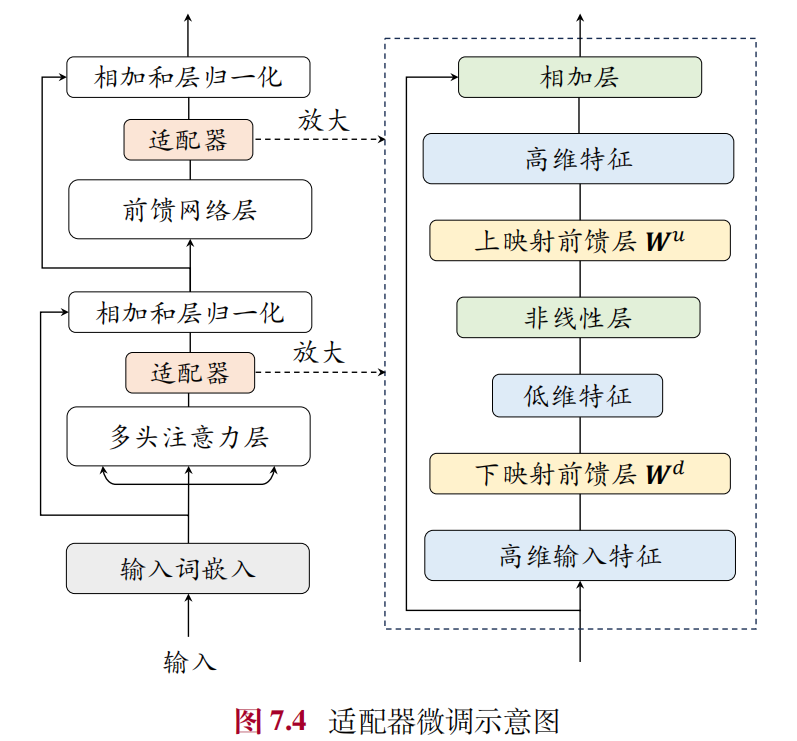 相加和层归一化
适配器
放大
前馈网络层
相加和层归一化
适配器
放大
多头注意力层
输入词嵌入
输入
相加层
高维特征
上映射前馈层 Wᵘ
非线性层
低维特征
下映射前馈层 Wᵈ
高维输入特征
图 7.4 适配器微调示意图